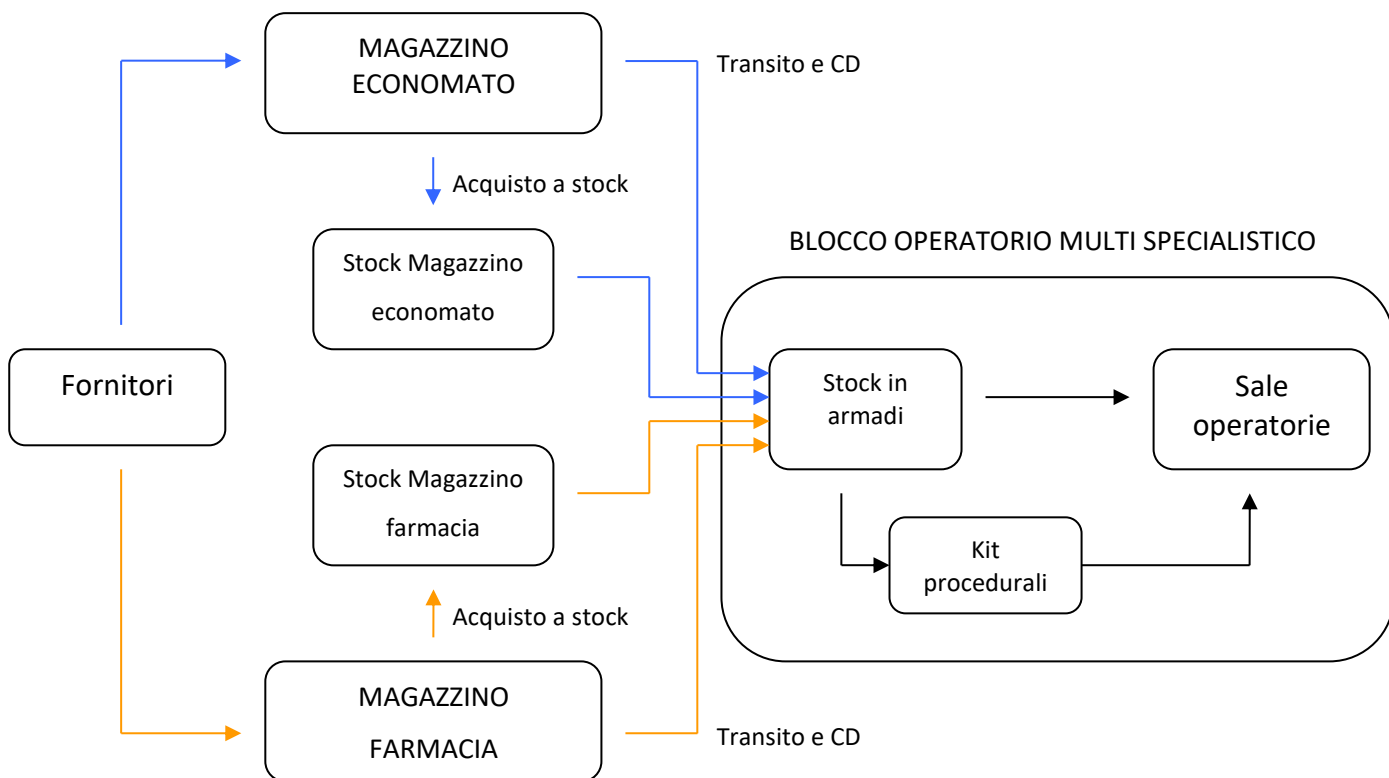 MAGAZZINO
ECONOMATO
Transito e CD
Acquisto a stock
Stock Magazzino
economato
BLOCCO OPERATORIO MULTI SPECIALISTICO
Fornitori
Stock in
armadi
Sale
operatorie
Stock Magazzino
farmacia
Kit
procedurali
Acquisto a stock
MAGAZZINO
FARMACIA
Transito e CD